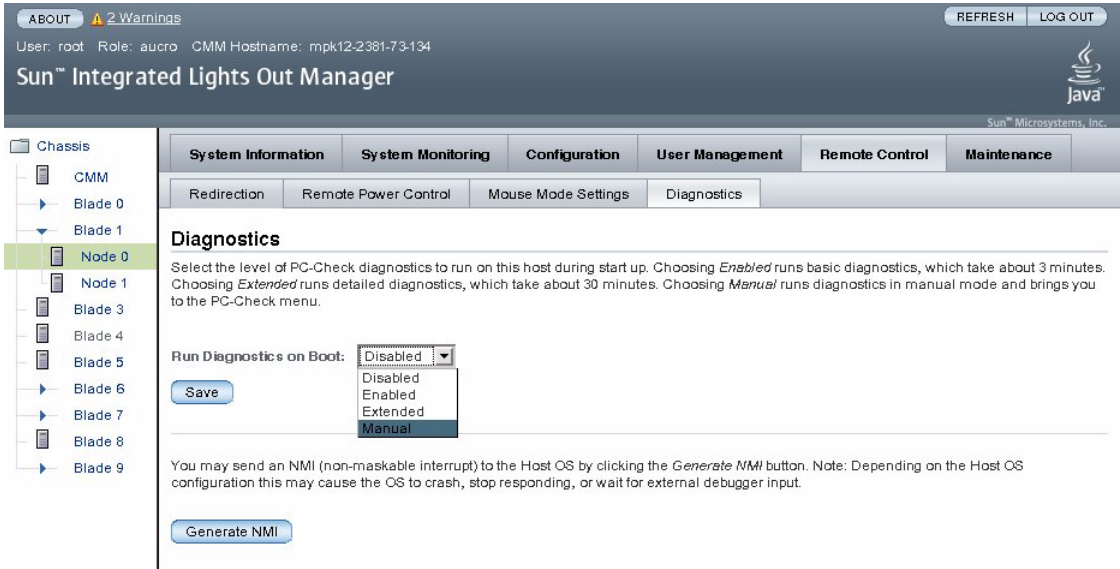 ABOUT 2 Warnings REFRESH LOG OUT
User: root Role: aucro CMM Hostname: mpk12-2381-73-134
Sun™ Integrated Lights Out Manager
Java™
Sun™ Microsystems, Inc.
Chassis
CMM
Blade 0
Blade 1
Node 0
Node 1
Blade 3
Blade 4
Blade 5
Blade 6
Blade 7
Blade 8
Blade 9
System Information System Monitoring Configuration User Management Remote Control Maintenance
Redirection Remote Power Control Mouse Mode Settings Diagnostics
Diagnostics
Select the level of PC-Check diagnostics to run on this host during start up. Choosing Enabled runs basic diagnostics, which take about 3 minutes.
Choosing Extended runs detailed diagnostics, which take about 30 minutes. Choosing Manual runs diagnostics in manual mode and brings you
to the PC-Check menu.
Run Diagnostics on Boot: Disabled
Disabled
Enabled
Extended
Manual
Save
You may send an NMI (non-maskable interrupt) to the Host OS by clicking the Generate NMI button. Note: Depending on the Host OS
configuration this may cause the OS to crash, stop responding, or wait for external debugger input.
Generate NMI